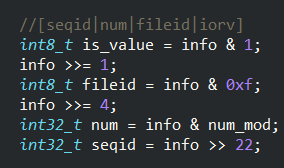 //[seqid|num|fileid|iorv]
int8_t is_value = info & 1;
info >>= 1;
int8_t fileid = info & 0xf;
info >>= 4;
int32_t num = info & num_mod;
int32_t seqid = info >> 22;